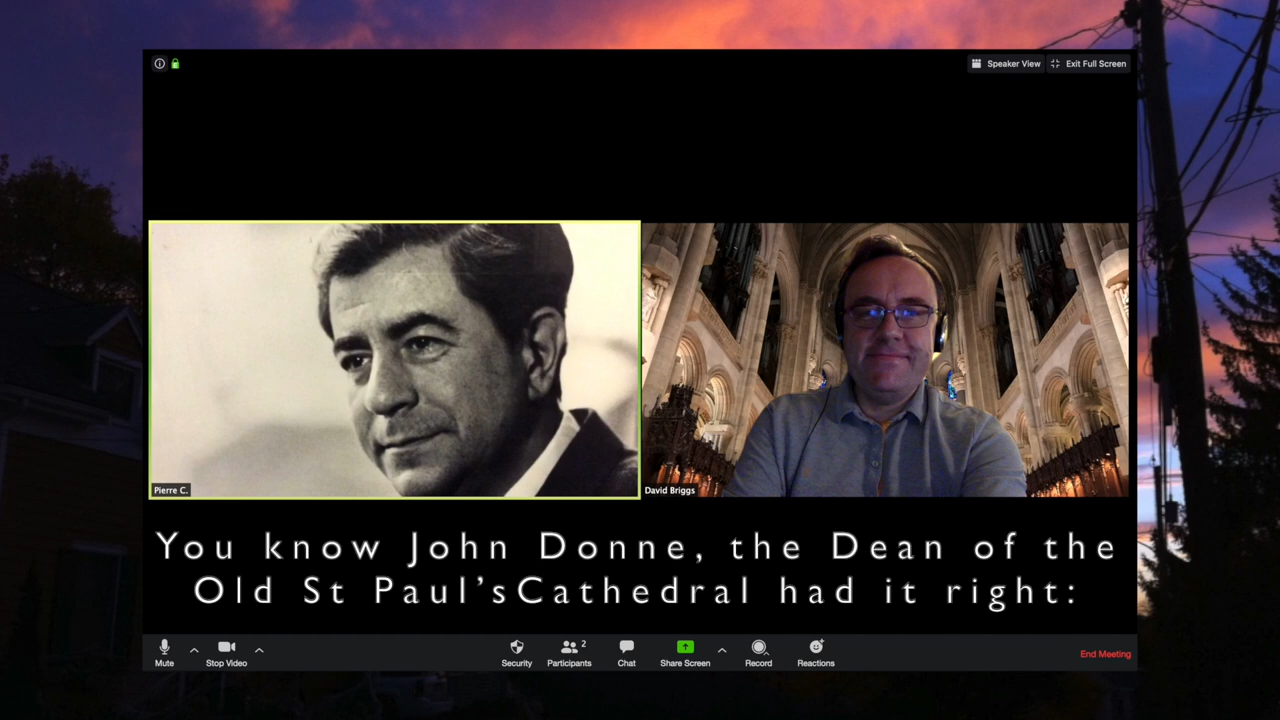 Speaker View
Exit Full Screen
Pierre C.
David Briggs
You know John Donne, the Dean of the
Old St Paul'sCathedral had it right:
Mute
Stop Video
Security
Participants
2
Chat
Share Screen
Record
Reactions
End Meeting